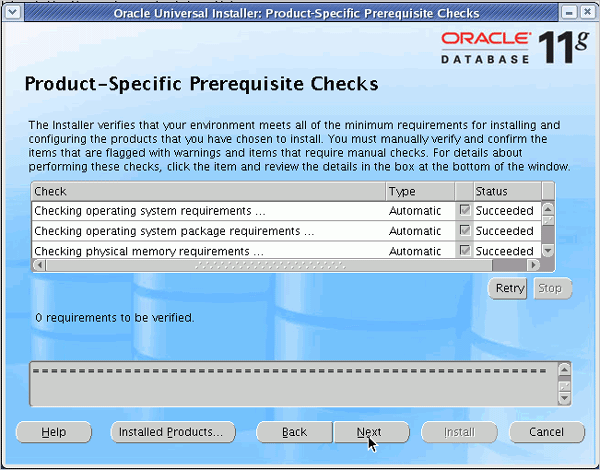 Oracle Universal Installer: Product-Specific Prerequisite Checks
ORACLE 11g
DATABASE
Product-Specific Prerequisite Checks
The Installer verifies that your environment meets all of the minimum requirements for installing and
configuring the products that you have chosen to install. You must manually verify and confirm the
items that are flagged with warnings and items that require manual checks. For details about
performing these checks, click the item and review the details in the box at the bottom of the window.
Check Type Status
Checking operating system requirements ... Automatic Succeeded
Checking operating system package requirements ... Automatic Succeeded
Checking physical memory requirements ... Automatic Succeeded
Retry Stop
0 requirements to be verified.
Help Installed Products... Back Next Install Cancel